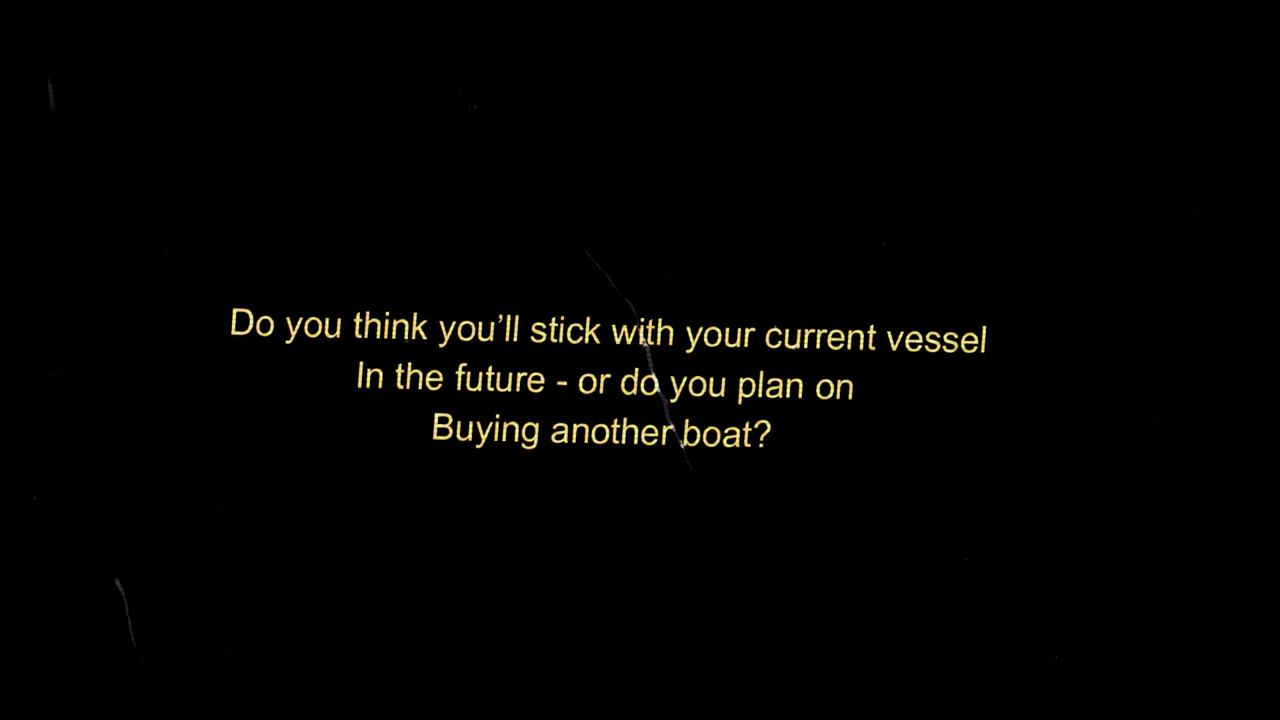 Do you think you’ll stick with your current vessel
In the future - or do you plan on
Buying another boat?